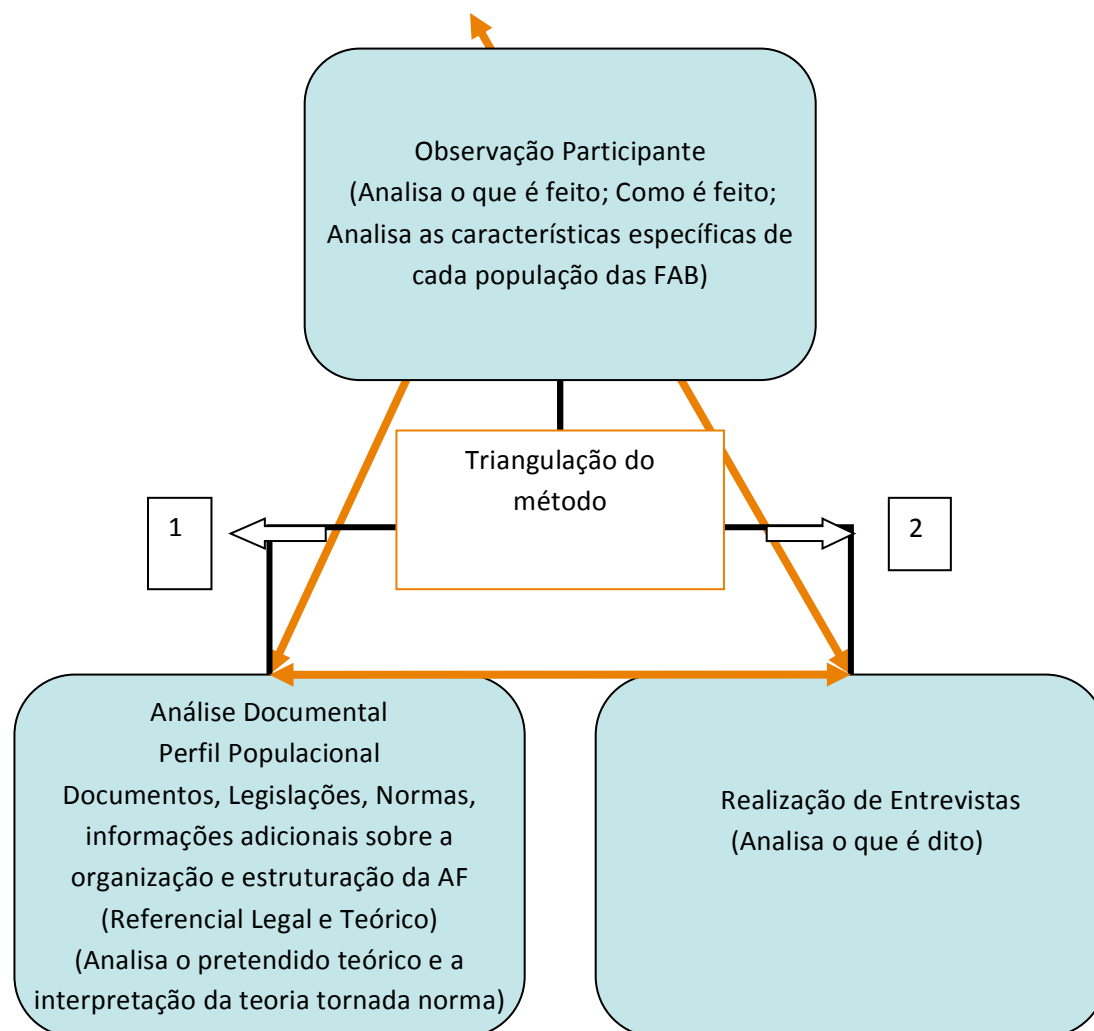 Observação Participante
(Analisa o que é feito; Como é feito;
Analisa as características específicas de
cada população das FAB)
Triangulação do
método
1
2
Análise Documental
Perfil Populacional
Documentos, Legislações, Normas,
informações adicionais sobre a
organização e estruturação da AF
(Referencial Legal e Teórico)
(Analisa o pretendido teórico e a
interpretação da teoria tornada norma)
Realização de Entrevistas
(Analisa o que é dito)